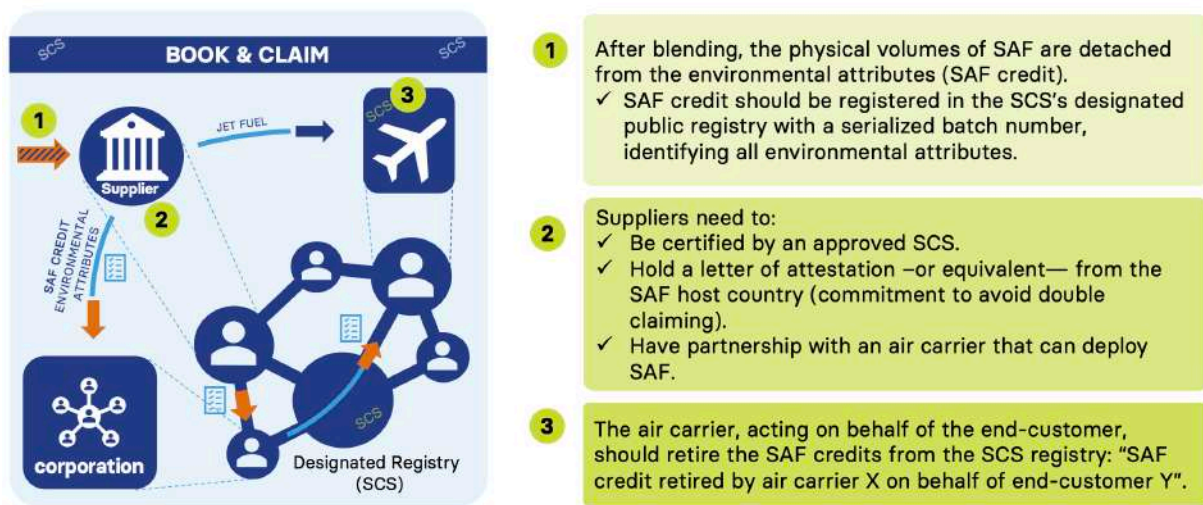 SCS
BOOK & CLAIM
SCS
1
Supplier
2
JET FUEL
SCS
3
SAF CREDIT
ENVIRONMENTAL
ATTRIBUTES
corporation
SCS
Designated Registry
(SCS)
1
After blending, the physical volumes of SAF are detached
from the environmental attributes (SAF credit).
✓ SAF credit should be registered in the SCS's designated
public registry with a serialized batch number,
identifying all environmental attributes.
2
Suppliers need to:
✓ Be certified by an approved SCS.
✓ Hold a letter of attestation –or equivalent— from the
SAF host country (commitment to avoid double
claiming).
✓ Have partnership with an air carrier that can deploy
SAF.
3
The air carrier, acting on behalf of the end-customer,
should retire the SAF credits from the SCS registry: “SAF
credit retired by air carrier X on behalf of end-customer Y”.